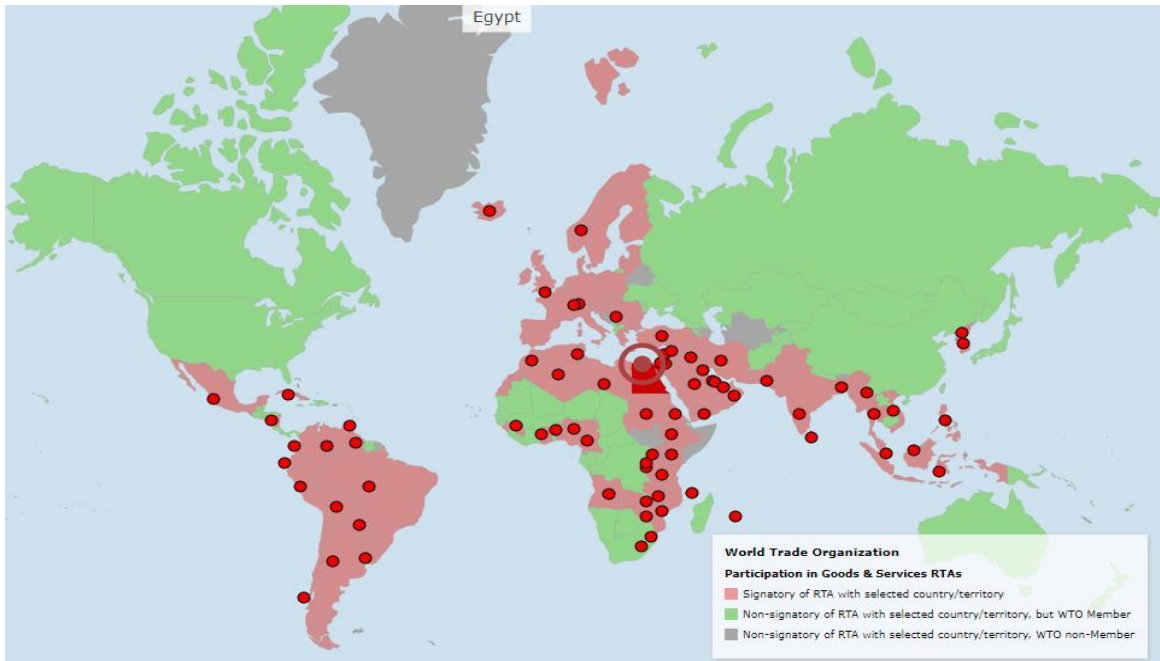 Egypt
World Trade Organization
Participation in Goods & Services RTAs
Signatory of RTA with selected country/territory
Non-signatory of RTA with selected country/territory, but WTO Member
Non-signatory of RTA with selected country/territory, WTO non-Member